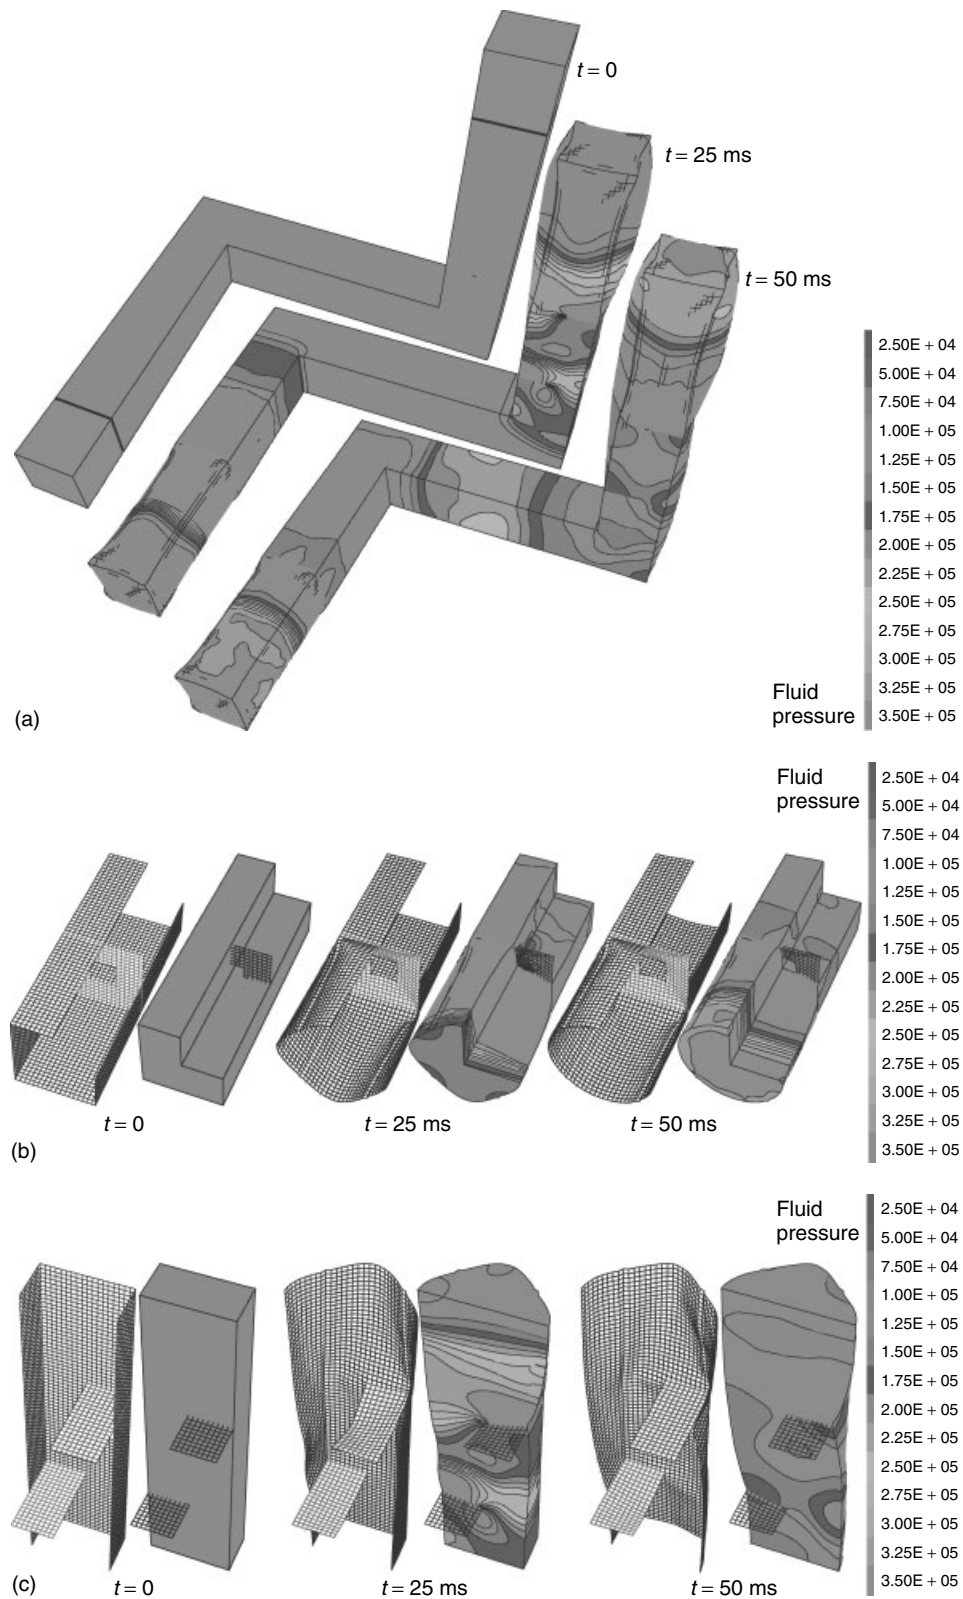 t = 0
t = 25 ms
t = 50 ms
2.50E + 04
5.00E + 04
7.50E + 04
1.00E + 05
1.25E + 05
1.50E + 05
1.75E + 05
2.00E + 05
2.25E + 05
2.50E + 05
2.75E + 05
3.00E + 05
3.25E + 05
3.50E + 05
Fluid
pressure
(a)
Fluid
pressure
2.50E + 04
5.00E + 04
7.50E + 04
1.00E + 05
1.25E + 05
1.50E + 05
1.75E + 05
2.00E + 05
2.25E + 05
2.50E + 05
2.75E + 05
3.00E + 05
3.25E + 05
3.50E + 05
t = 0
t = 25 ms
t = 50 ms
(b)
Fluid
pressure
2.50E + 04
5.00E + 04
7.50E + 04
1.00E + 05
1.25E + 05
1.50E + 05
1.75E + 05
2.00E + 05
2.25E + 05
2.50E + 05
2.75E + 05
3.00E + 05
3.25E + 05
3.50E + 05
(c)
t = 0
t = 25 ms
t = 50 ms